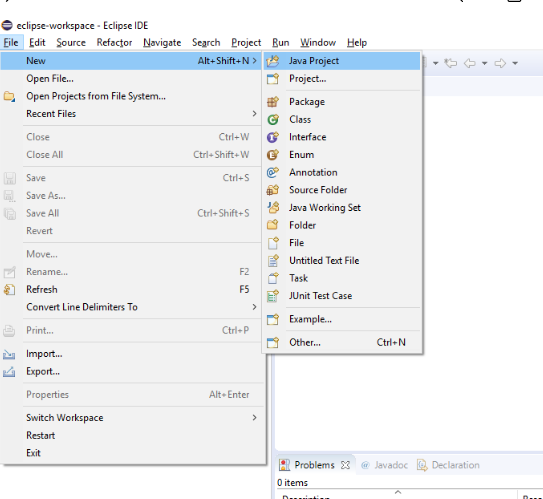 eclipse-workspace - Eclipse IDE
File Edit Source Refactor Navigate Search Project Run Window Help
New Alt+Shift+N >
Open File...
Open Projects from File System...
Recent Files >
Close Ctrl+W
Close All Ctrl+Shift+W
Save Ctrl+S
Save As...
Save All Ctrl+Shift+S
Revert
Move...
Rename... F2
Refresh F5
Convert Line Delimiters To >
Print... Ctrl+P
Import...
Export...
Properties Alt+Enter
Switch Workspace >
Restart
Exit
Java Project
Project...
Package
Class
Interface
Enum
Annotation
Source Folder
Java Working Set
Folder
File
Untitled Text File
Task
JUnit Test Case
Example...
Other... Ctrl+N
Problems Javadoc Declaration
0 items